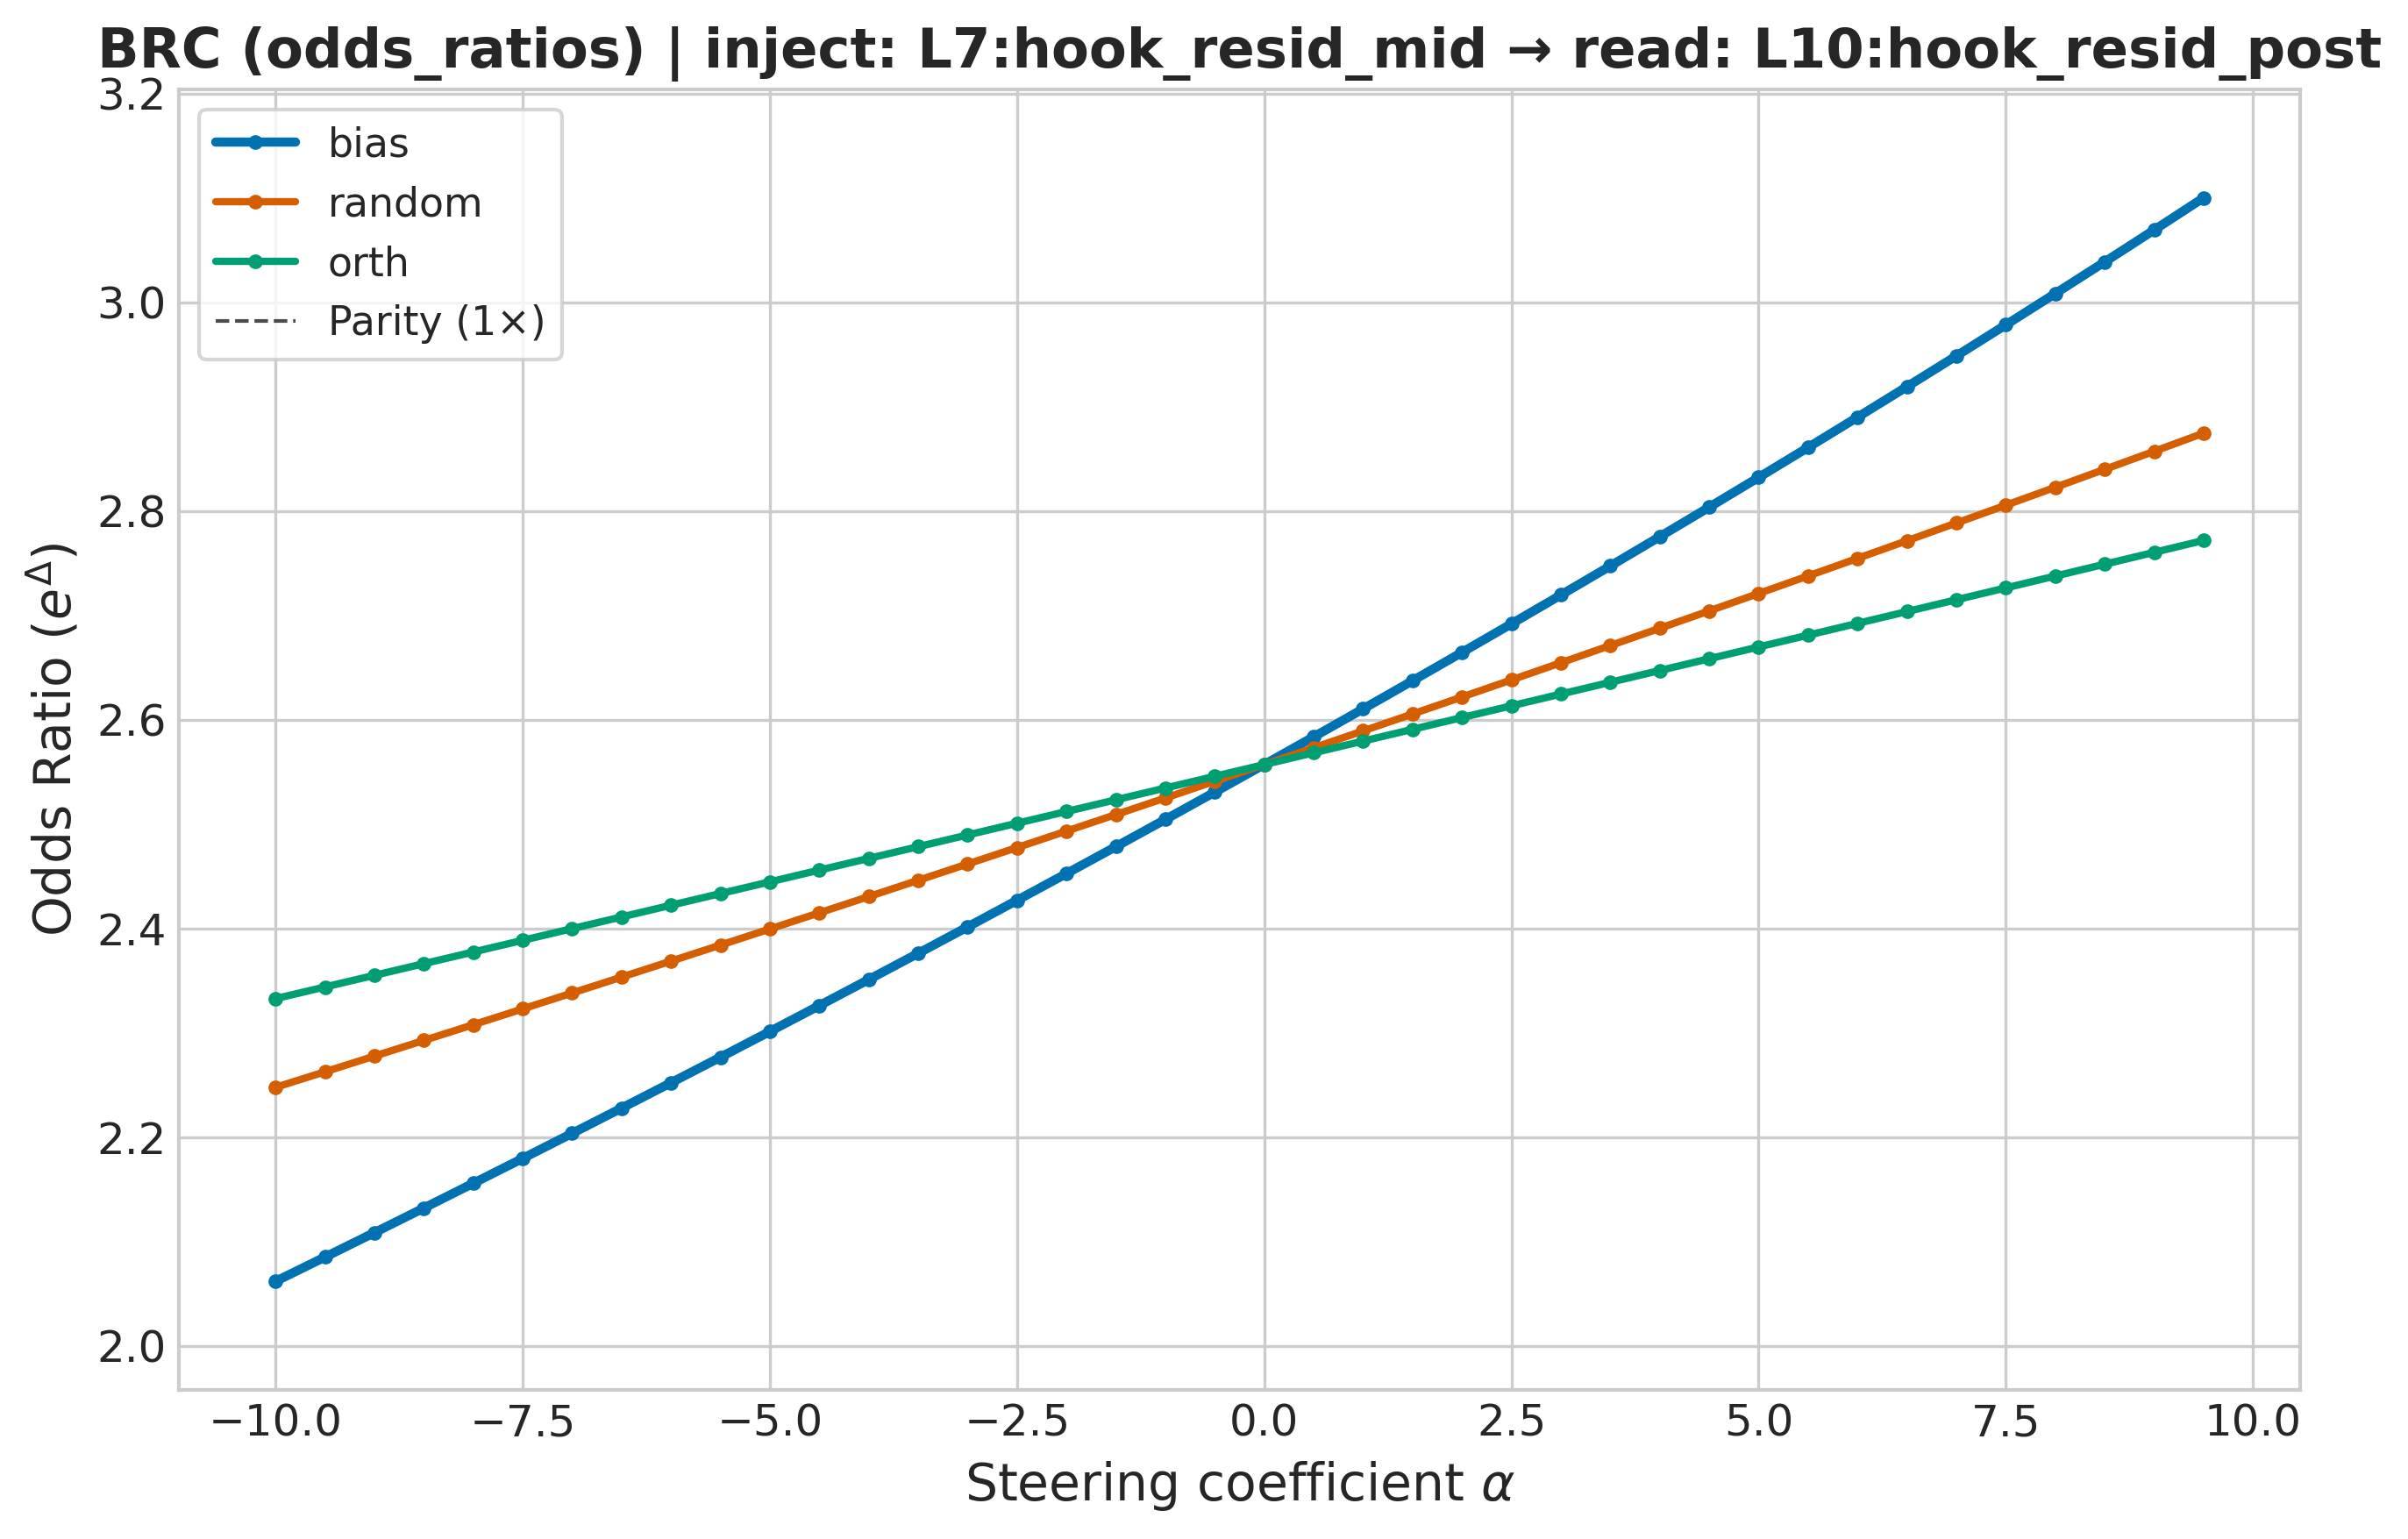 BRC (odds_ratios) | inject: L7:hook_resid_mid → read: L10:hook_resid_post
3.2
3.0
2.8
2.6
2.4
2.2
2.0
Odds Ratio (e^Δ)
bias
random
orth
Parity (1×)
−10.0 −7.5 −5.0 −2.5 0.0 2.5 5.0 7.5 10.0
Steering coefficient α